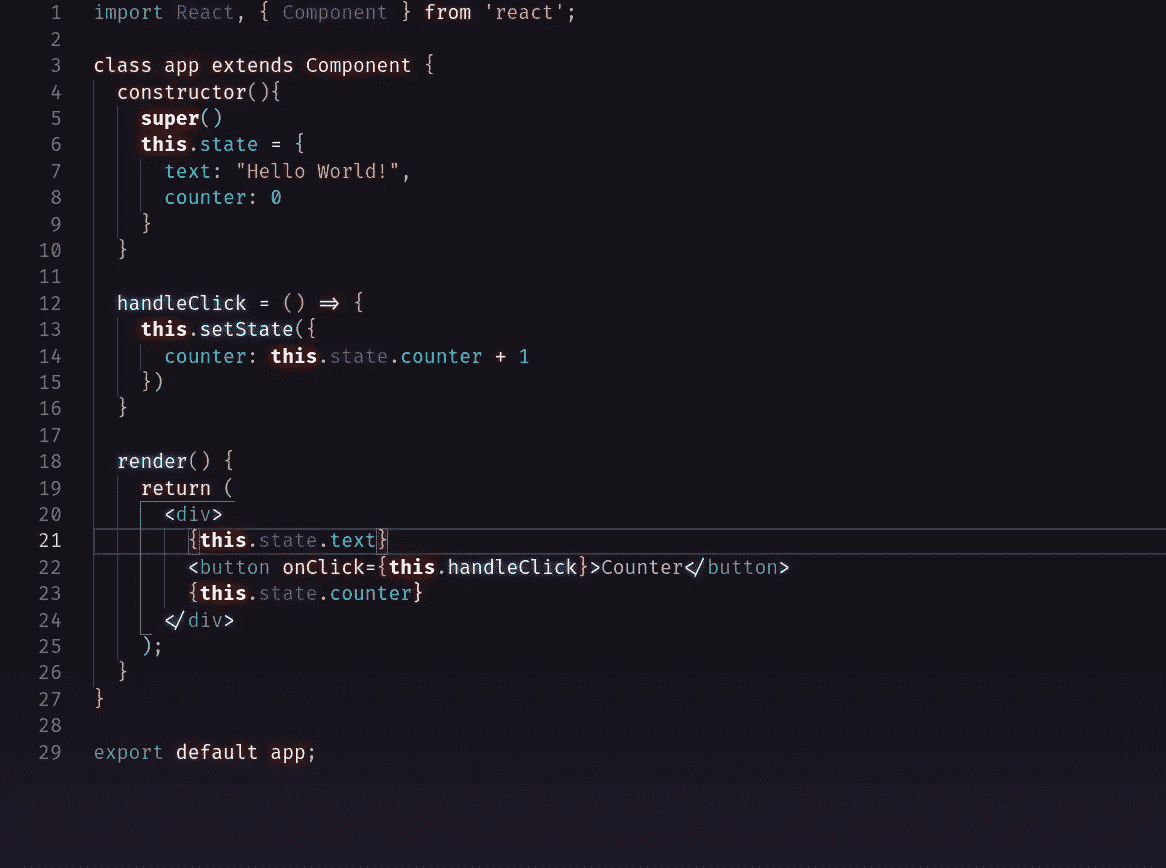 1 import React, { Component } from 'react';
2
3 class app extends Component {
4   constructor(){
5     super()
6     this.state = {
7       text: "Hello World!",
8       counter: 0
9     }
10   }
11
12   handleClick = () => {
13     this.setState({
14       counter: this.state.counter + 1
15     })
16   }
17
18   render() {
19     return (
20       <div>
21         {this.state.text}
22         <button onClick={this.handleClick}>Counter</button>
23         {this.state.counter}
24       </div>
25     );
26   }
27 }
28
29 export default app;